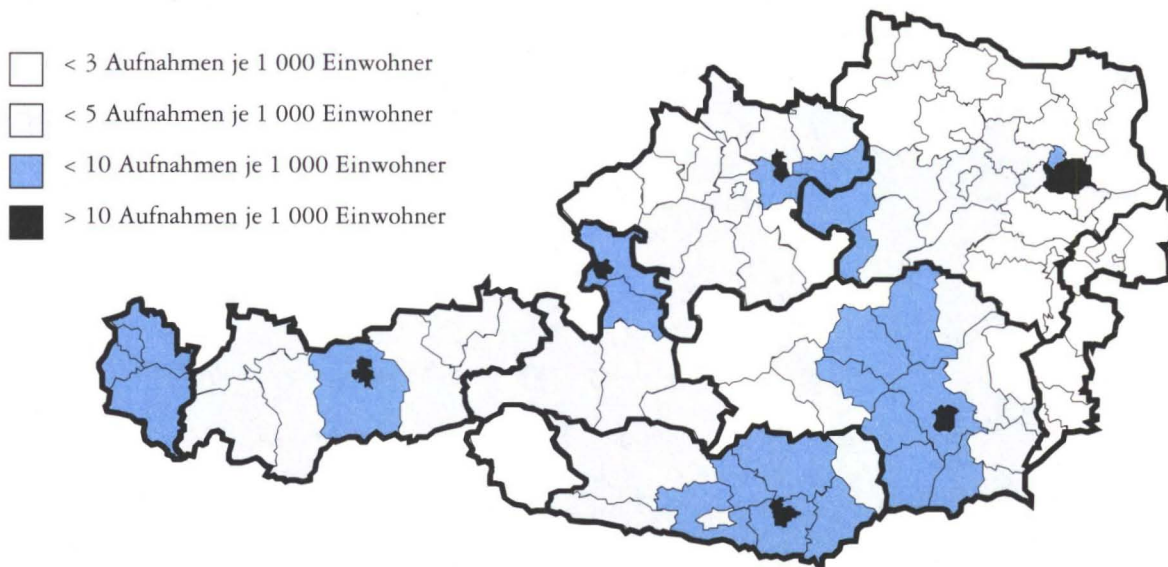 < 3 Aufnahmen je 1 000 Einwohner
< 5 Aufnahmen je 1 000 Einwohner
< 10 Aufnahmen je 1 000 Einwohner
> 10 Aufnahmen je 1 000 Einwohner